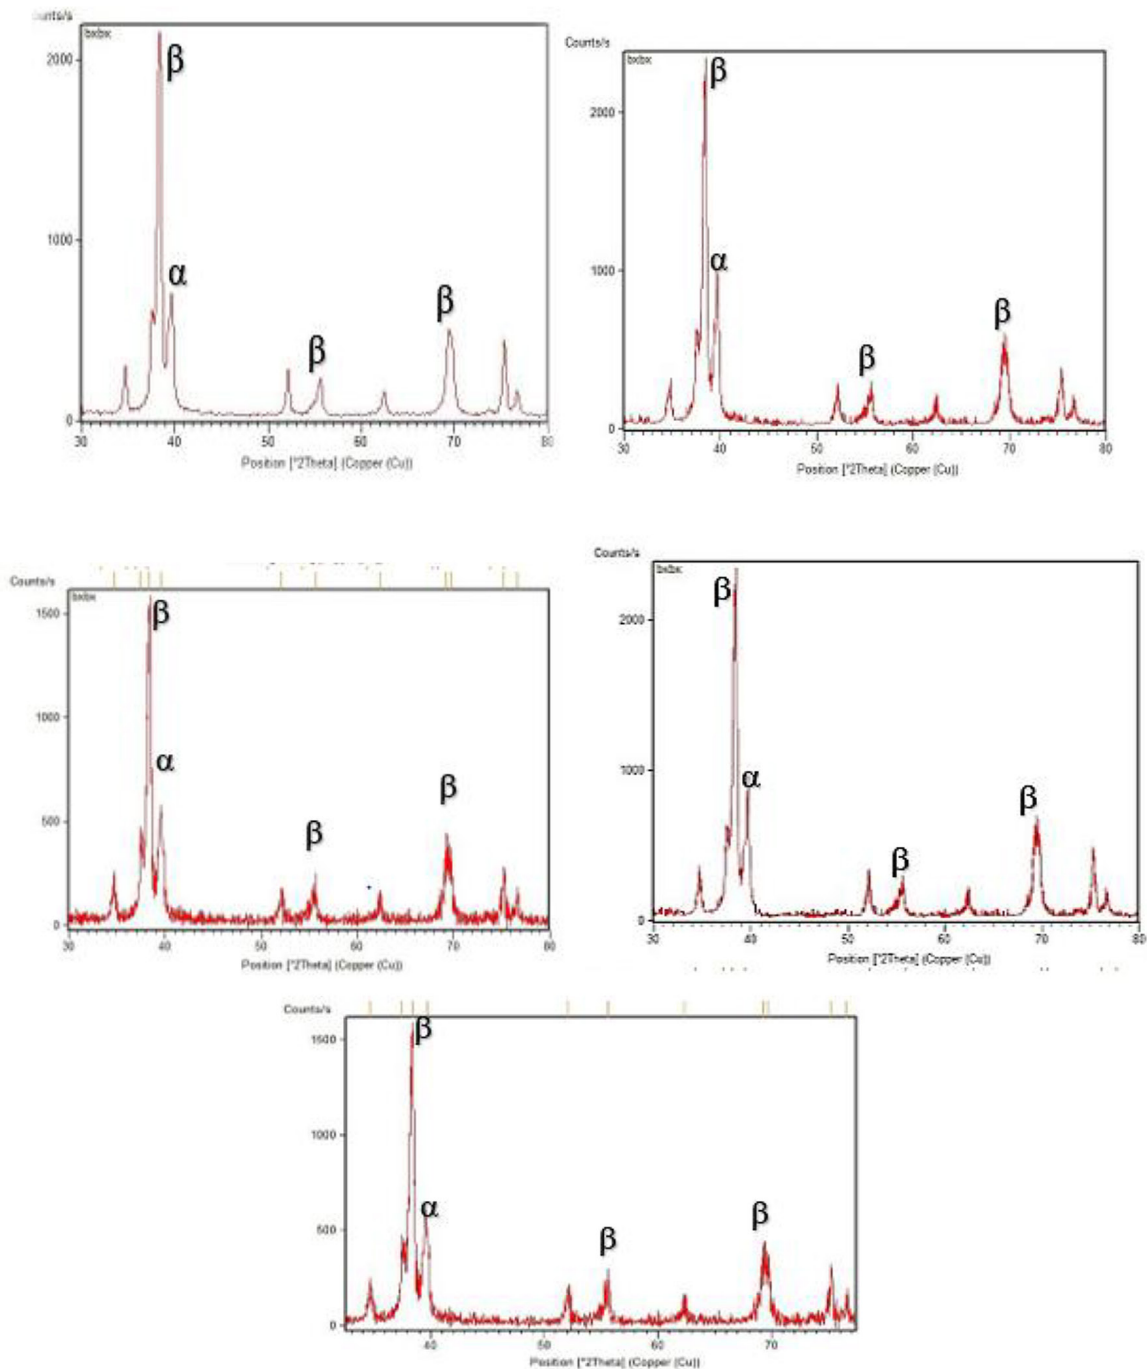 unts/s
bxbx
β
2000
1000
α
β
β
0
30 40 50 60 70 80
Position [°2Theta] (Copper (Cu))
Counts/s
bxbx
β
2000
α
1000
β
β
0
30 40 50 60 70 80
Position [°2Theta] (Copper (Cu))
Counts/s
bxbx
1500
β
1000
α
β
500
β
0
30 40 50 60 70 80
Position [°2Theta] (Copper (Cu))
Counts/s
bxbx
β
2000
α
1000
β
β
0
30 40 50 60 70 80
Position [°2Theta] (Copper (Cu))
Counts/s
β
1500
1000
α
β
β
500
0
40 50 60 70
Position [°2Theta] (Copper (Cu))